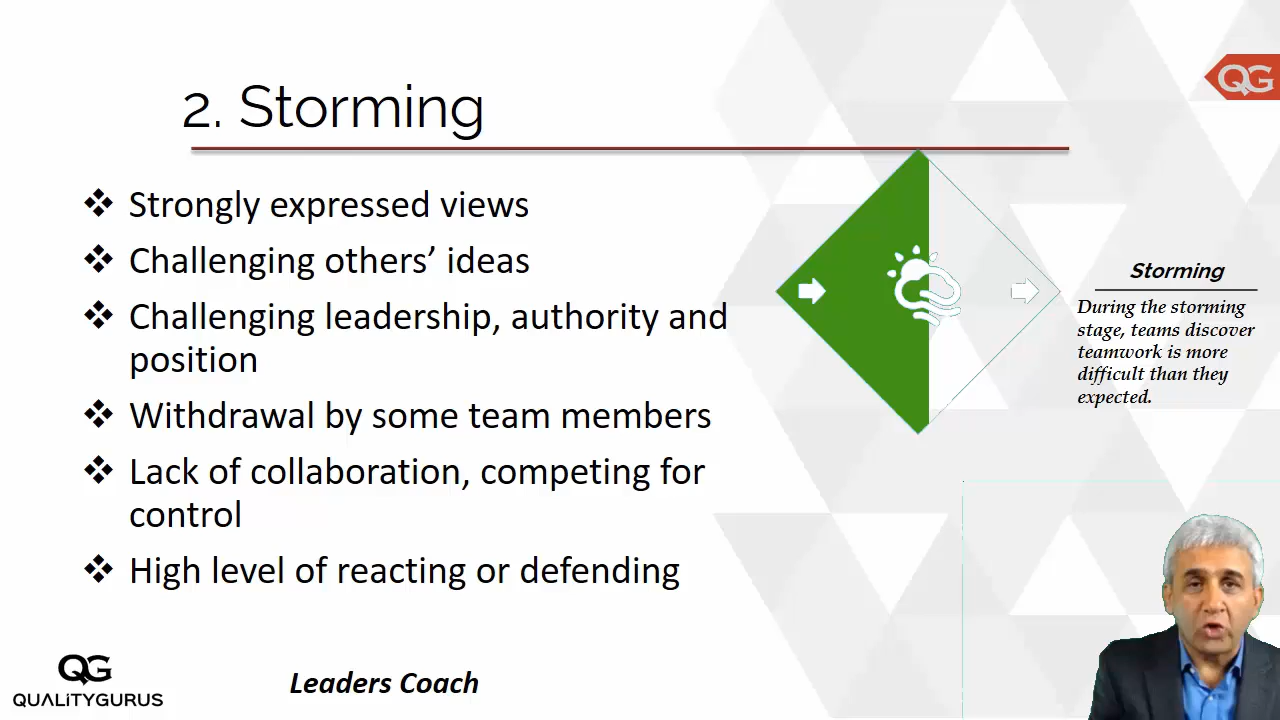 QG
2. Storming
❖ Strongly expressed views
❖ Challenging others’ ideas
❖ Challenging leadership, authority and
position
❖ Withdrawal by some team members
❖ Lack of collaboration, competing for
control
❖ High level of reacting or defending
Storming
During the storming
stage, teams discover
teamwork is more
difficult than they
expected.
QG
QUALiTYGURUS
Leaders Coach